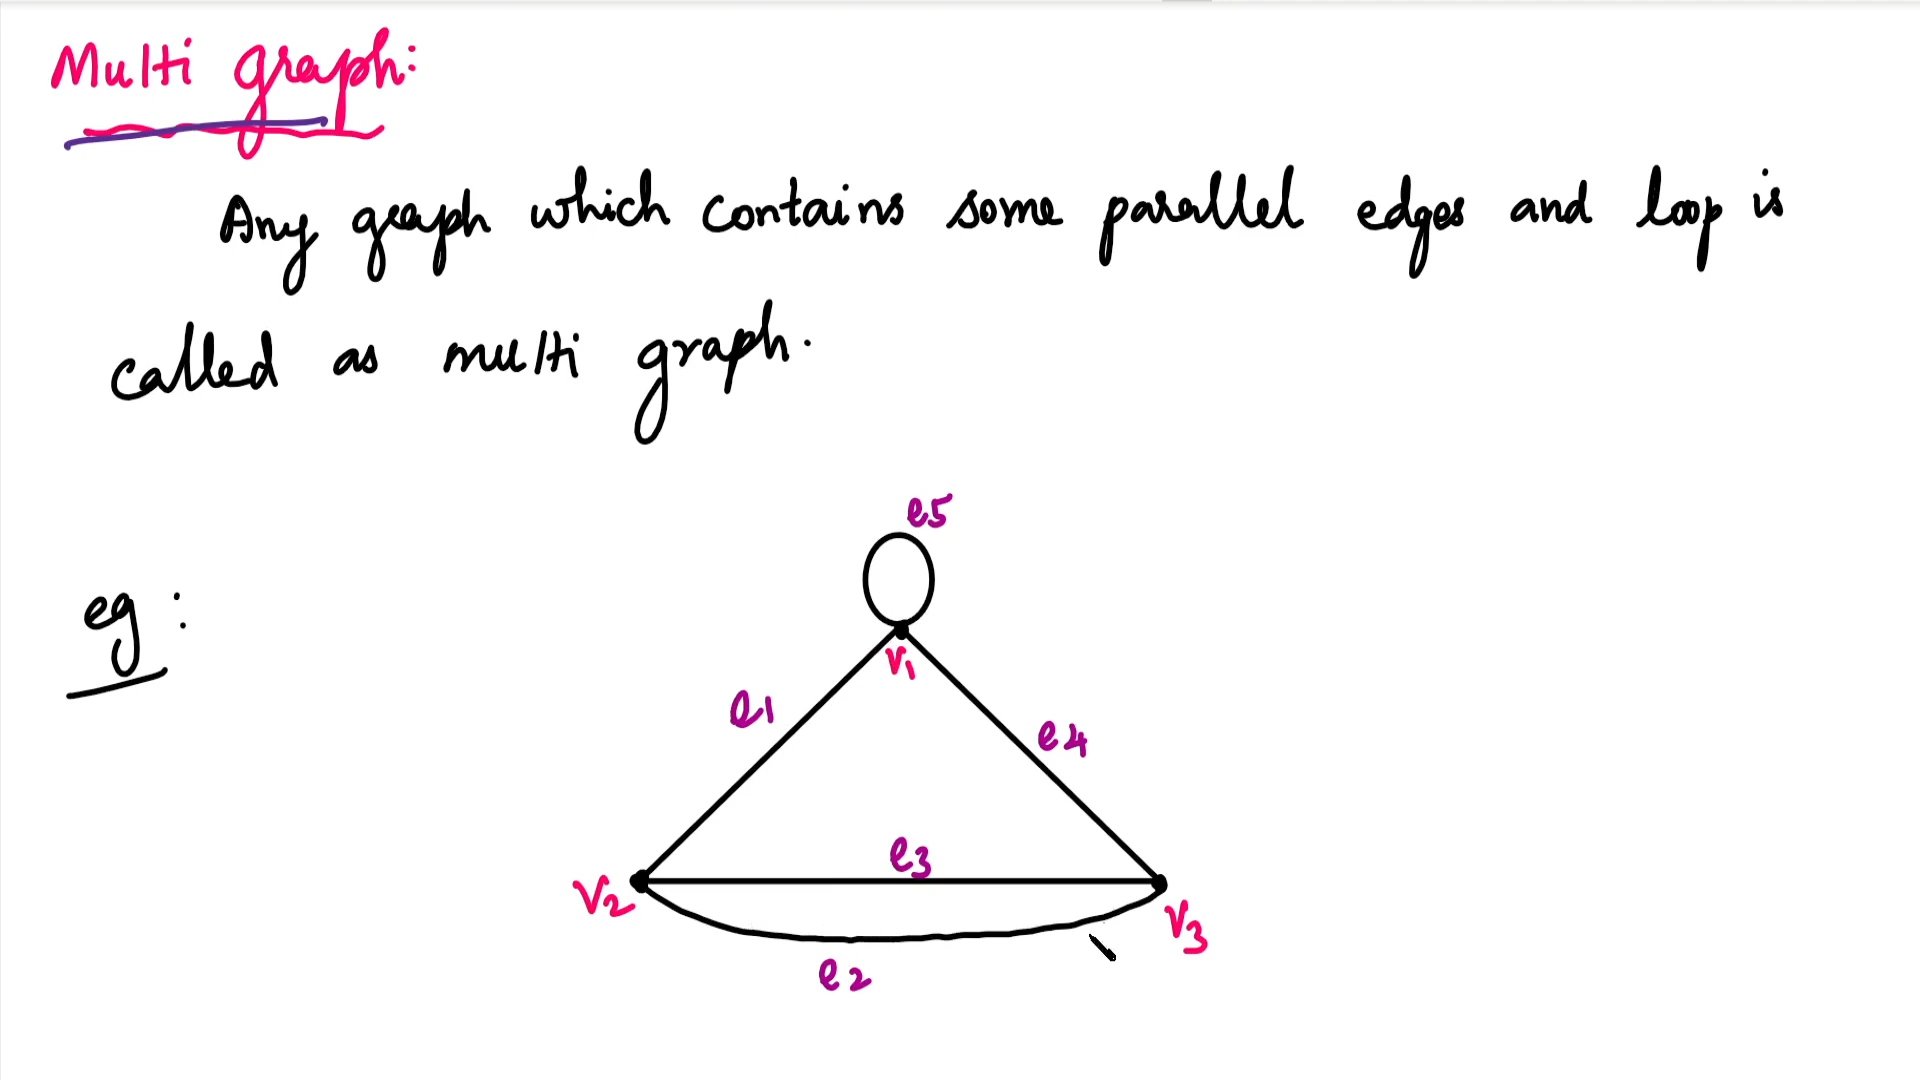 Multi graph:
Any graph which contains some parallel edges and loop is
called as multi graph.
e5
eg:
v1
e1
e4
e3
V2
v3
e2